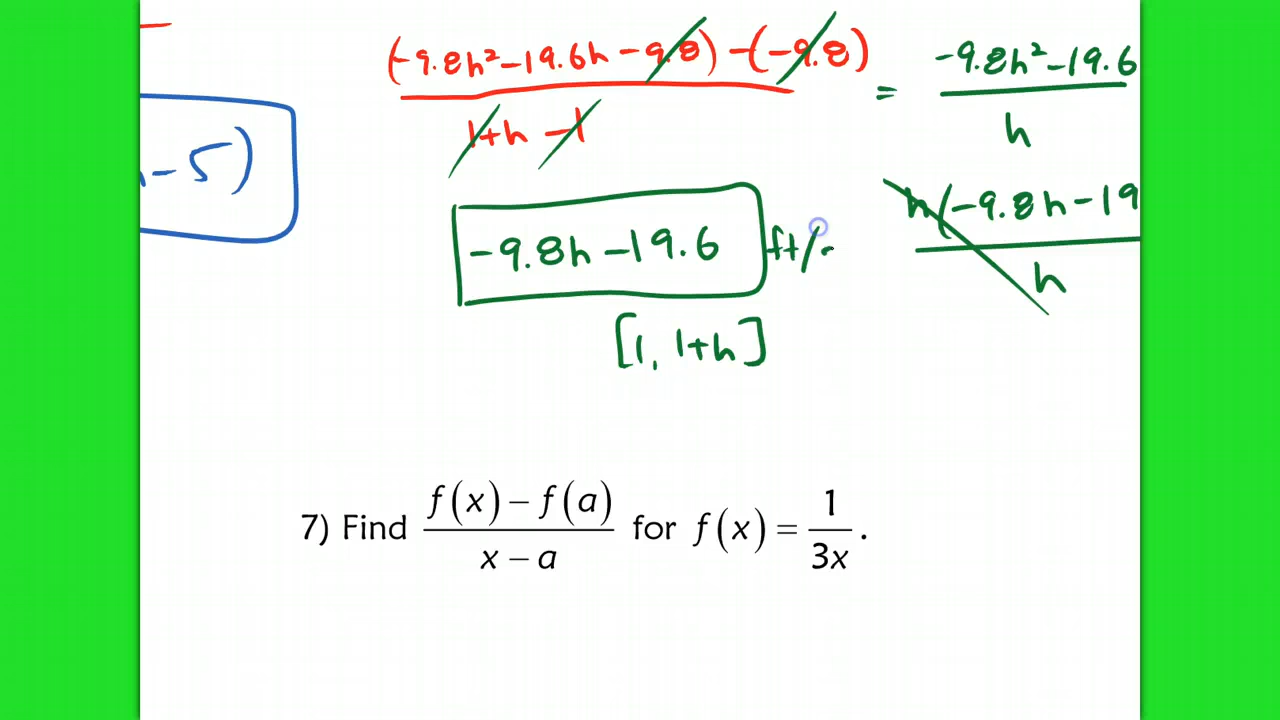 (-9.8h² - 19.6h - 9.8) - (-9.8)
1+h - 1
= -9.8h² - 19.6
h
-5)
h(-9.8h - 19
h
-9.8h - 19.6 ft/
[1, 1+h]
7) Find f(x) – f(a) / x – a for f(x) = 1 / 3x.